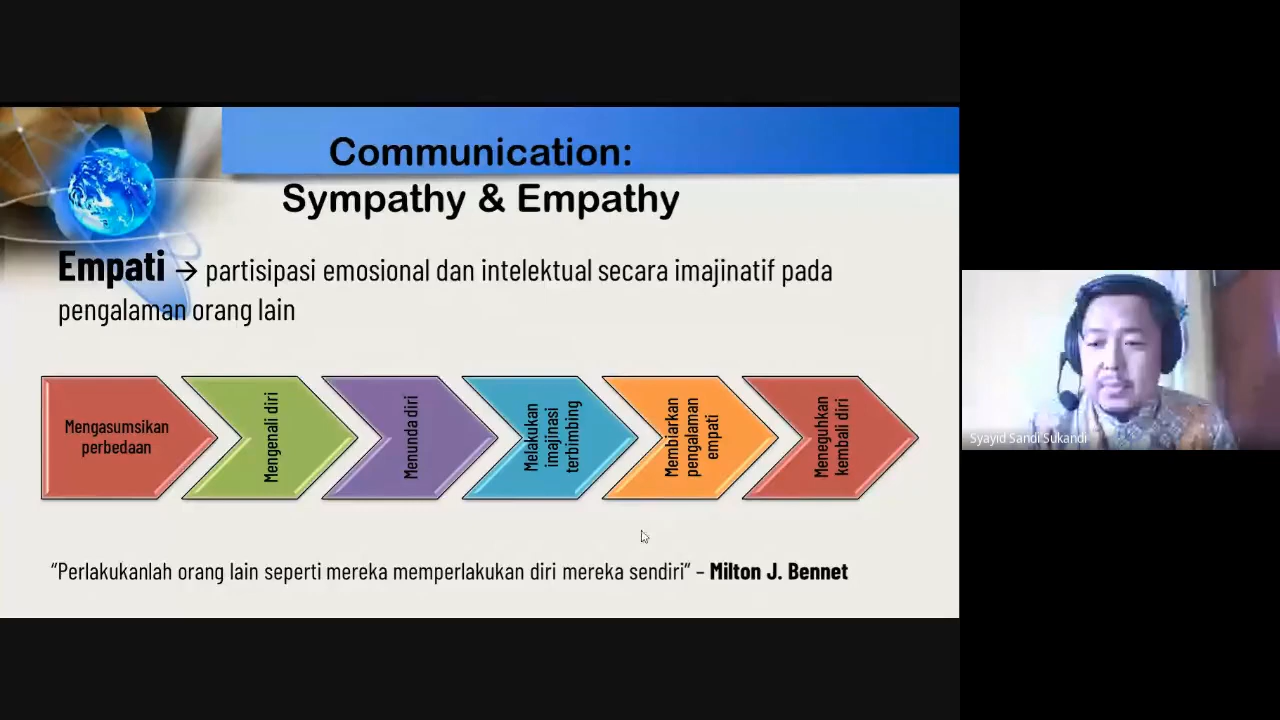 Communication:
Sympathy & Empathy
Empati → partisipasi emosional dan intelektual secara imajinatif pada
pengalaman orang lain
Mengasumsikan
perbedaan
Mengenali diri
Menunda diri
Melakukan
imajinasi
terbimbing
Membiarkan
pengalaman
empati
Meneguhkan
kembali diri
“Perlakukanlah orang lain seperti mereka memperlakukan diri mereka sendiri” – Milton J. Bennet
Syayid Sandi Sukandi